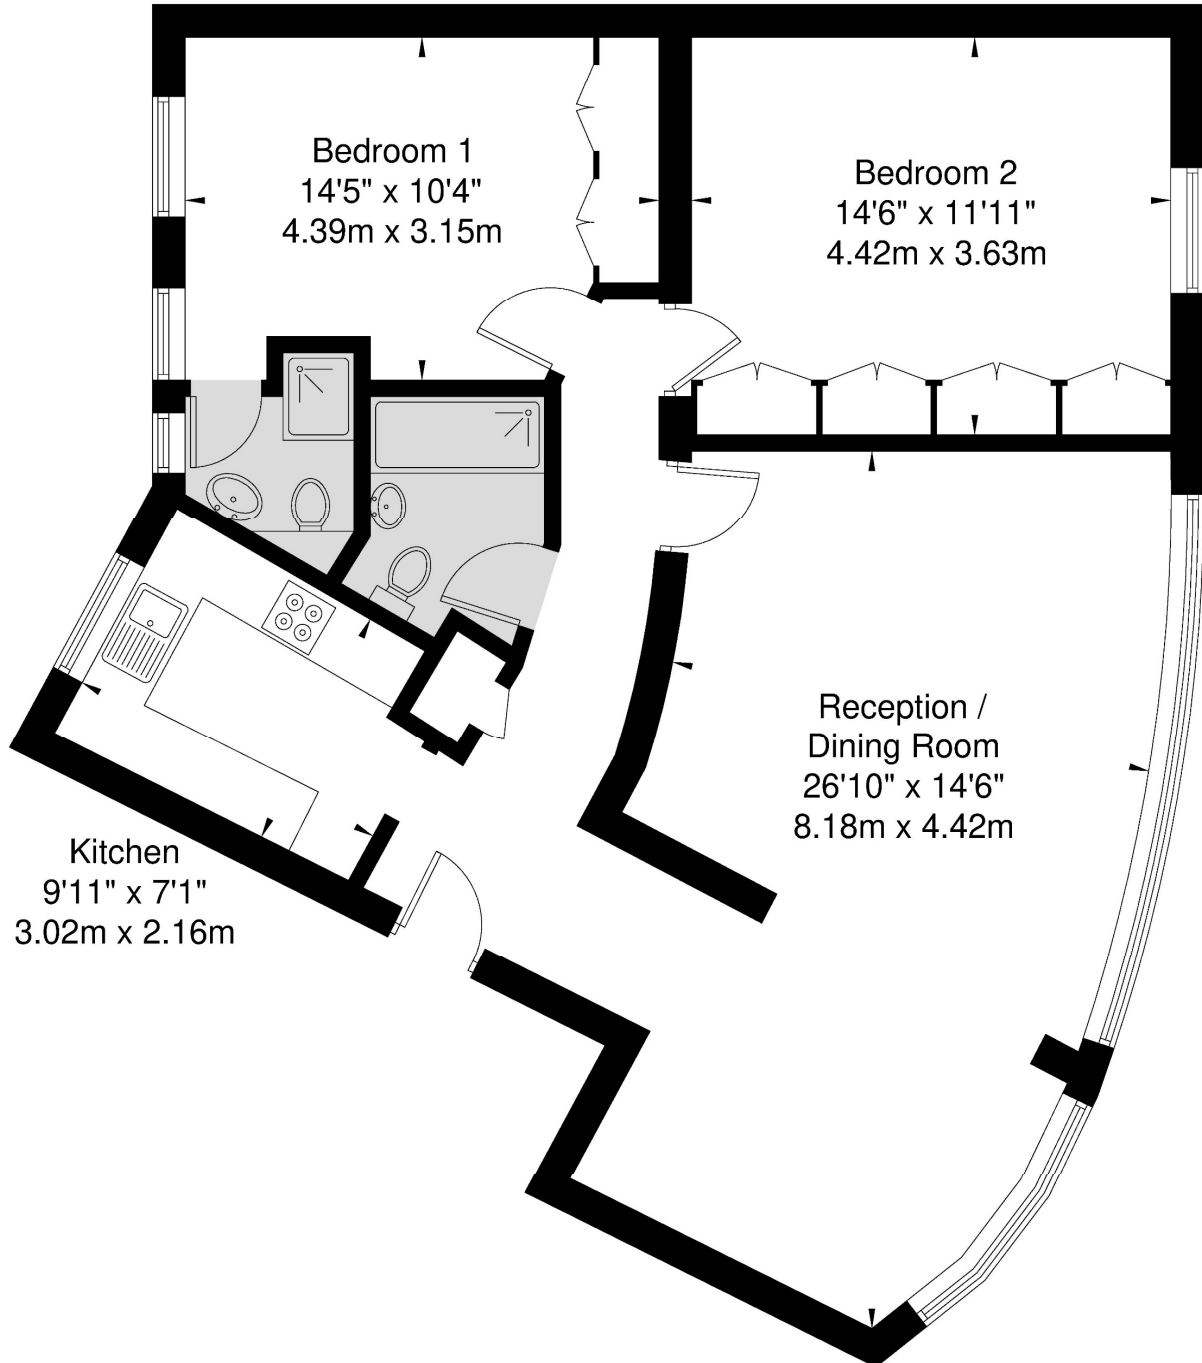 Bedroom 1
14'5" x 10'4"
4.39m x 3.15m
Bedroom 2
14'6" x 11'11"
4.42m x 3.63m
Reception /
Dining Room
26'10" x 14'6"
8.18m x 4.42m
Kitchen
9'11" x 7'1"
3.02m x 2.16m